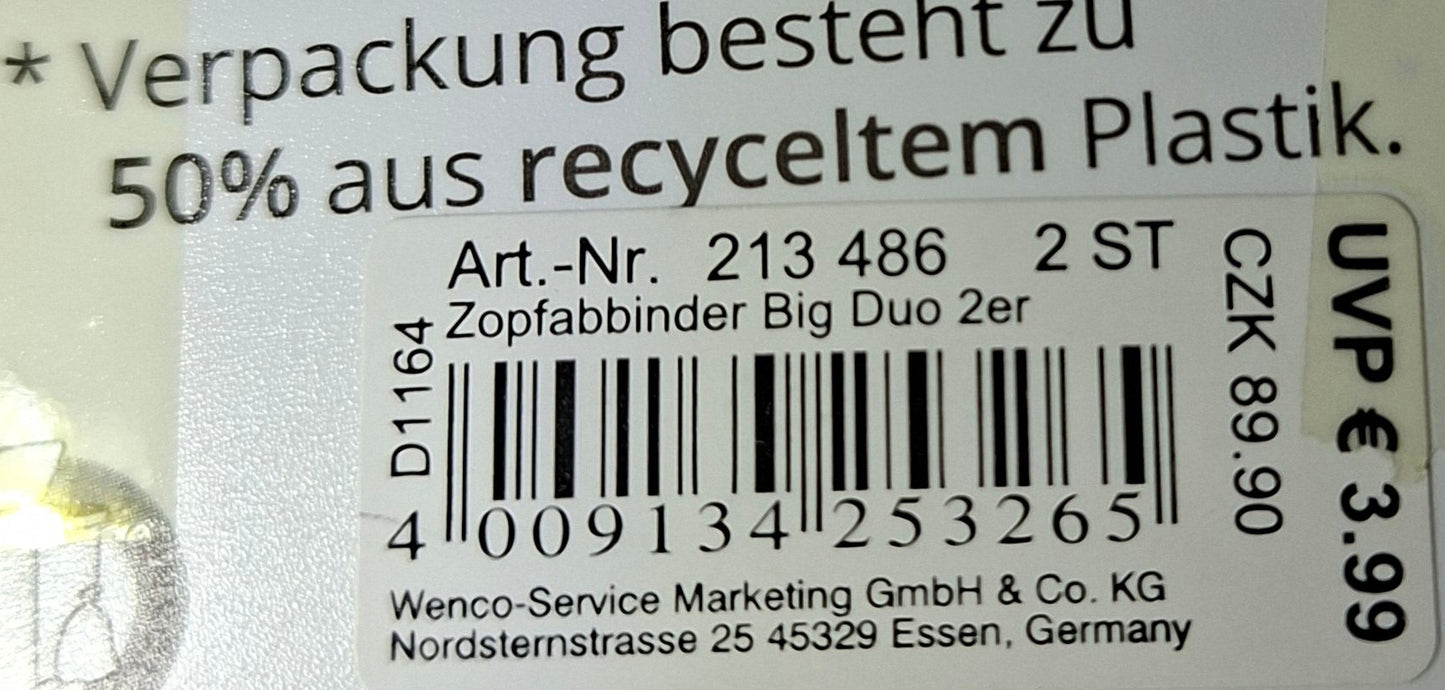 * Verpackung besteht zu
50% aus recyceltem Plastik.
Art.-Nr. 213 486 2 ST
Zopfabbinder Big Duo 2er
D1164
4 009134 253265
Wenco-Service Marketing GmbH & Co. KG
Nordsternstrasse 25 45329 Essen, Germany
CZK 89.90
UVP € 3.99